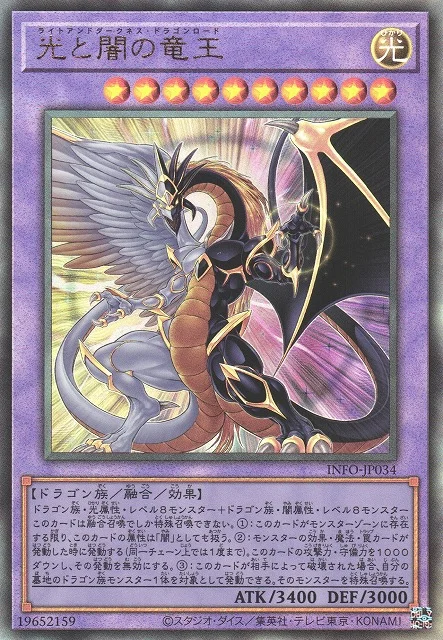 ライトアンドダークネス・ドラゴンロード
光と闇の竜王
ひかり
光
INFO-JP034
【ドラゴン族/融合/効果】
ドラゴン族・光属性・レベル8モンスター+ドラゴン族・闇属性・レベル8モンスター
このカードは融合召喚でしか特殊召喚できない。①:このカードがモンスターゾーンに存在
する限り、このカードの属性は「闇」としても扱う。②:モンスターの効果・魔法・罠カードが
発動した時に発動する(同一チェーン上では1度まで)。このカードの攻撃力・守備力を1000
ダウンし、その発動を無効にする。③:このカードが相手によって破壊された場合、自分の
墓地のドラゴン族モンスター1体を対象として発動できる。そのモンスターを特殊召喚する。
ATK/3400 DEF/3000
19652159
©スタジオ・ダイス/集英社・テレビ東京・KONAMI